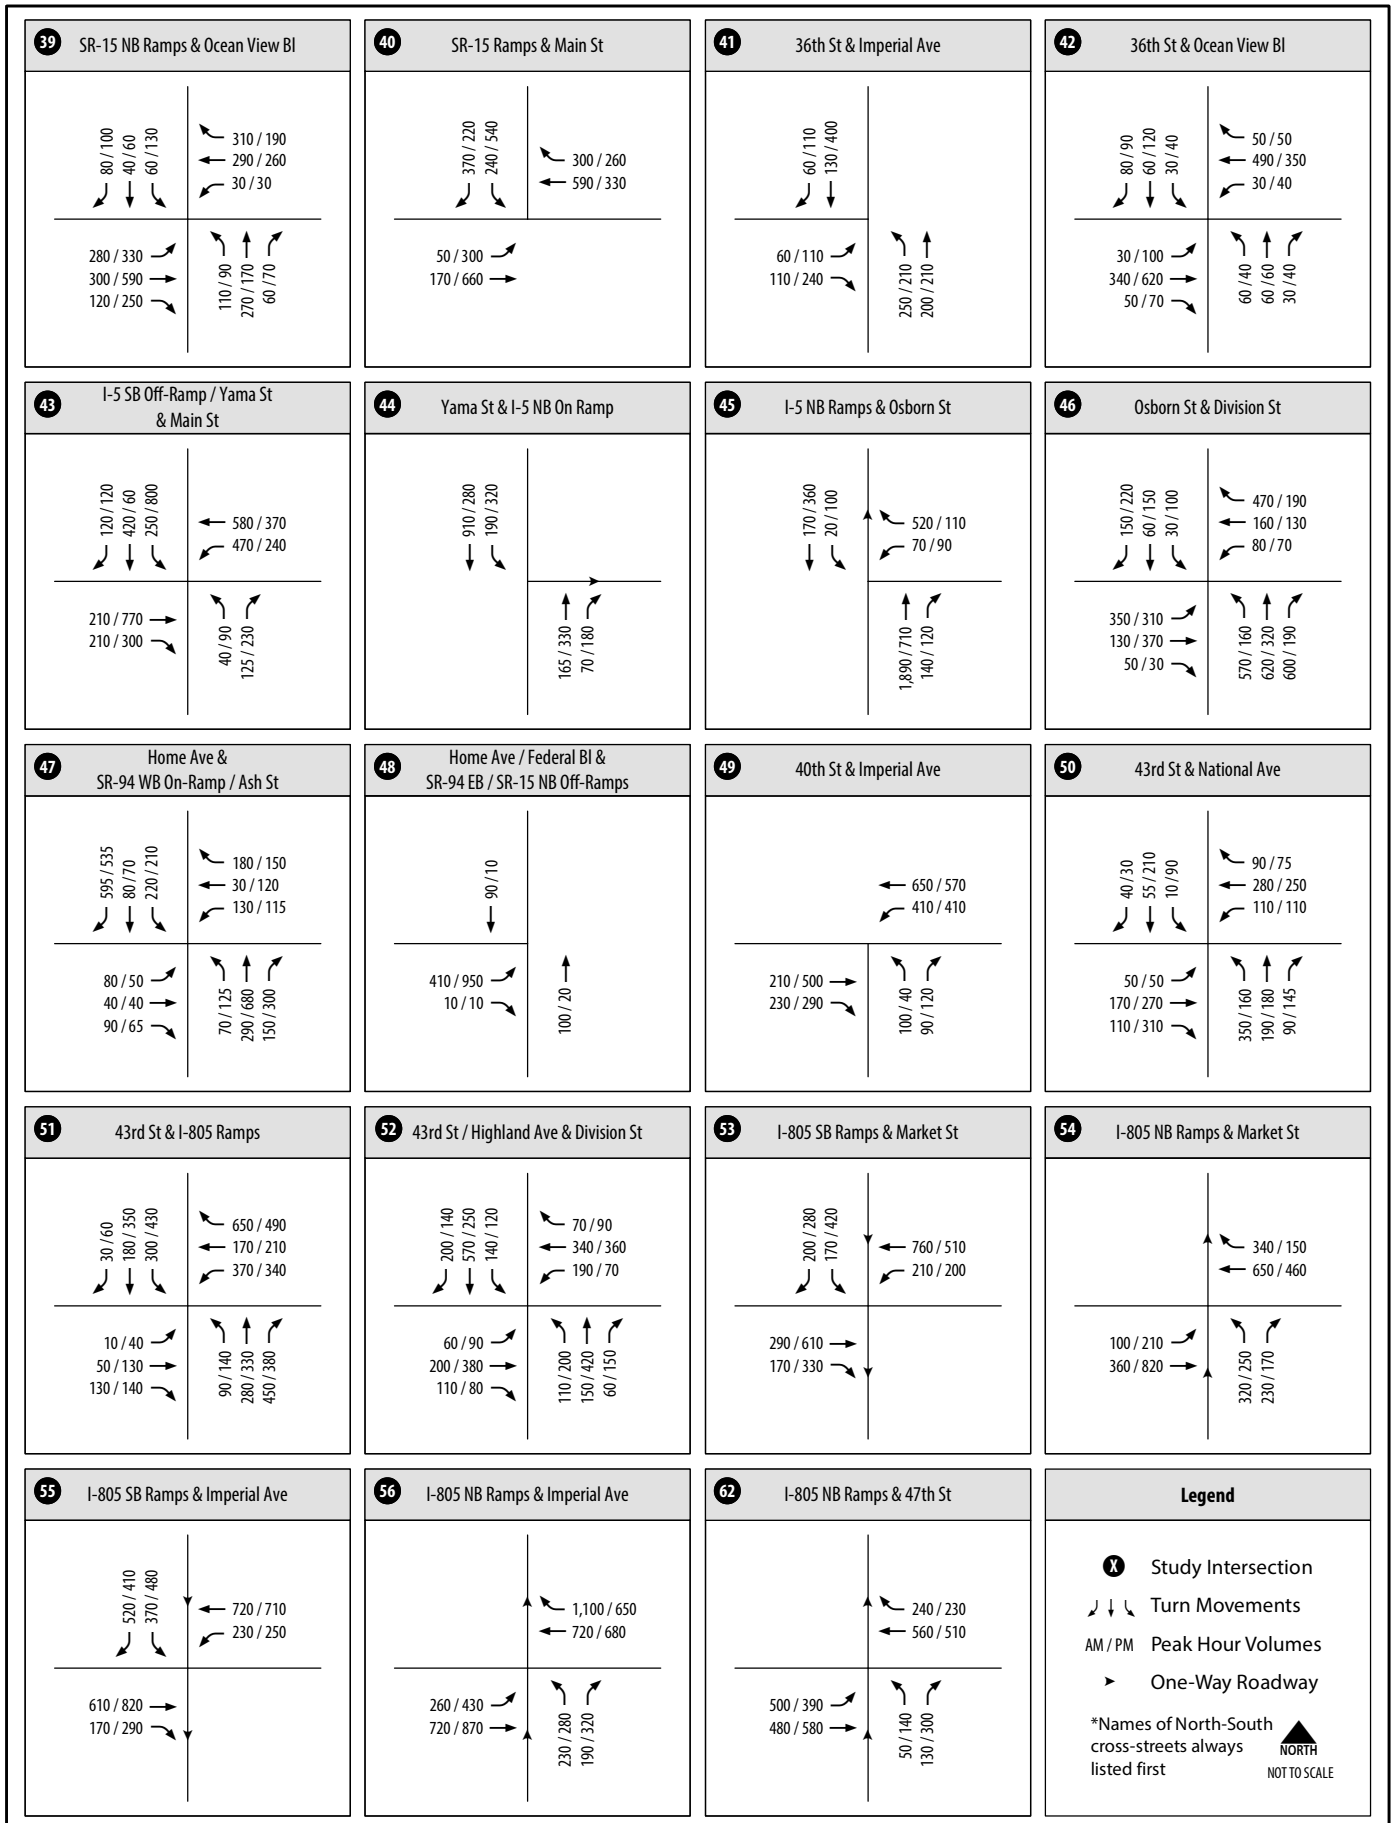 39 SR-15 NB Ramps & Ocean View Bl
80 / 100
40 / 60
60 / 130
310 / 190
290 / 260
30 / 30
280 / 330
300 / 590
120 / 250
110 / 90
270 / 170
60 / 70
40 SR-15 Ramps & Main St
370 / 220
240 / 540
300 / 260
590 / 330
50 / 300
170 / 660
41 36th St & Imperial Ave
60 / 110
130 / 400
60 / 110
110 / 240
250 / 210
200 / 210
42 36th St & Ocean View Bl
80 / 90
60 / 120
30 / 40
50 / 50
490 / 350
30 / 40
30 / 100
340 / 620
50 / 70
60 / 40
60 / 60
30 / 40
43 I-5 SB Off-Ramp / Yama St
& Main St
120 / 120
420 / 60
250 / 800
580 / 370
470 / 240
210 / 770
210 / 300
40 / 90
125 / 230
44 Yama St & I-5 NB On Ramp
910 / 280
190 / 320
165 / 330
70 / 180
45 I-5 NB Ramps & Osborn St
170 / 360
20 / 100
520 / 110
70 / 90
1,890 / 710
140 / 120
46 Osborn St & Division St
150 / 220
60 / 150
30 / 100
470 / 190
160 / 130
80 / 70
350 / 310
130 / 370
50 / 30
570 / 160
620 / 320
600 / 190
47 Home Ave &
SR-94 WB On-Ramp / Ash St
595 / 535
80 / 70
220 / 210
180 / 150
30 / 120
130 / 115
80 / 50
40 / 40
90 / 65
70 / 125
290 / 680
150 / 300
48 Home Ave / Federal Bl &
SR-94 EB / SR-15 NB Off-Ramps
90 / 10
410 / 950
10 / 10
100 / 20
49 40th St & Imperial Ave
650 / 570
410 / 410
210 / 500
230 / 290
100 / 40
90 / 120
50 43rd St & National Ave
40 / 30
55 / 210
10 / 90
90 / 75
280 / 250
110 / 110
50 / 50
170 / 270
110 / 310
350 / 160
190 / 180
90 / 145
51 43rd St & I-805 Ramps
30 / 60
180 / 350
300 / 430
650 / 490
170 / 210
370 / 340
10 / 40
50 / 130
130 / 140
90 / 140
280 / 330
450 / 380
52 43rd St / Highland Ave & Division St
200 / 140
570 / 250
140 / 120
70 / 90
340 / 360
190 / 70
60 / 90
200 / 380
110 / 80
110 / 200
150 / 420
60 / 150
53 I-805 SB Ramps & Market St
200 / 280
170 / 420
760 / 510
210 / 200
290 / 610
170 / 330
54 I-805 NB Ramps & Market St
340 / 150
650 / 460
100 / 210
360 / 820
320 / 250
230 / 170
55 I-805 SB Ramps & Imperial Ave
520 / 410
370 / 480
720 / 710
230 / 250
610 / 820
170 / 290
56 I-805 NB Ramps & Imperial Ave
1,100 / 650
720 / 680
260 / 430
720 / 870
230 / 280
190 / 320
62 I-805 NB Ramps & 47th St
240 / 230
560 / 510
500 / 390
480 / 580
50 / 140
130 / 300
Legend
X Study Intersection
Turn Movements
AM / PM Peak Hour Volumes
One-Way Roadway
*Names of North-South
cross-streets always
listed first
NORTH
NOT TO SCALE